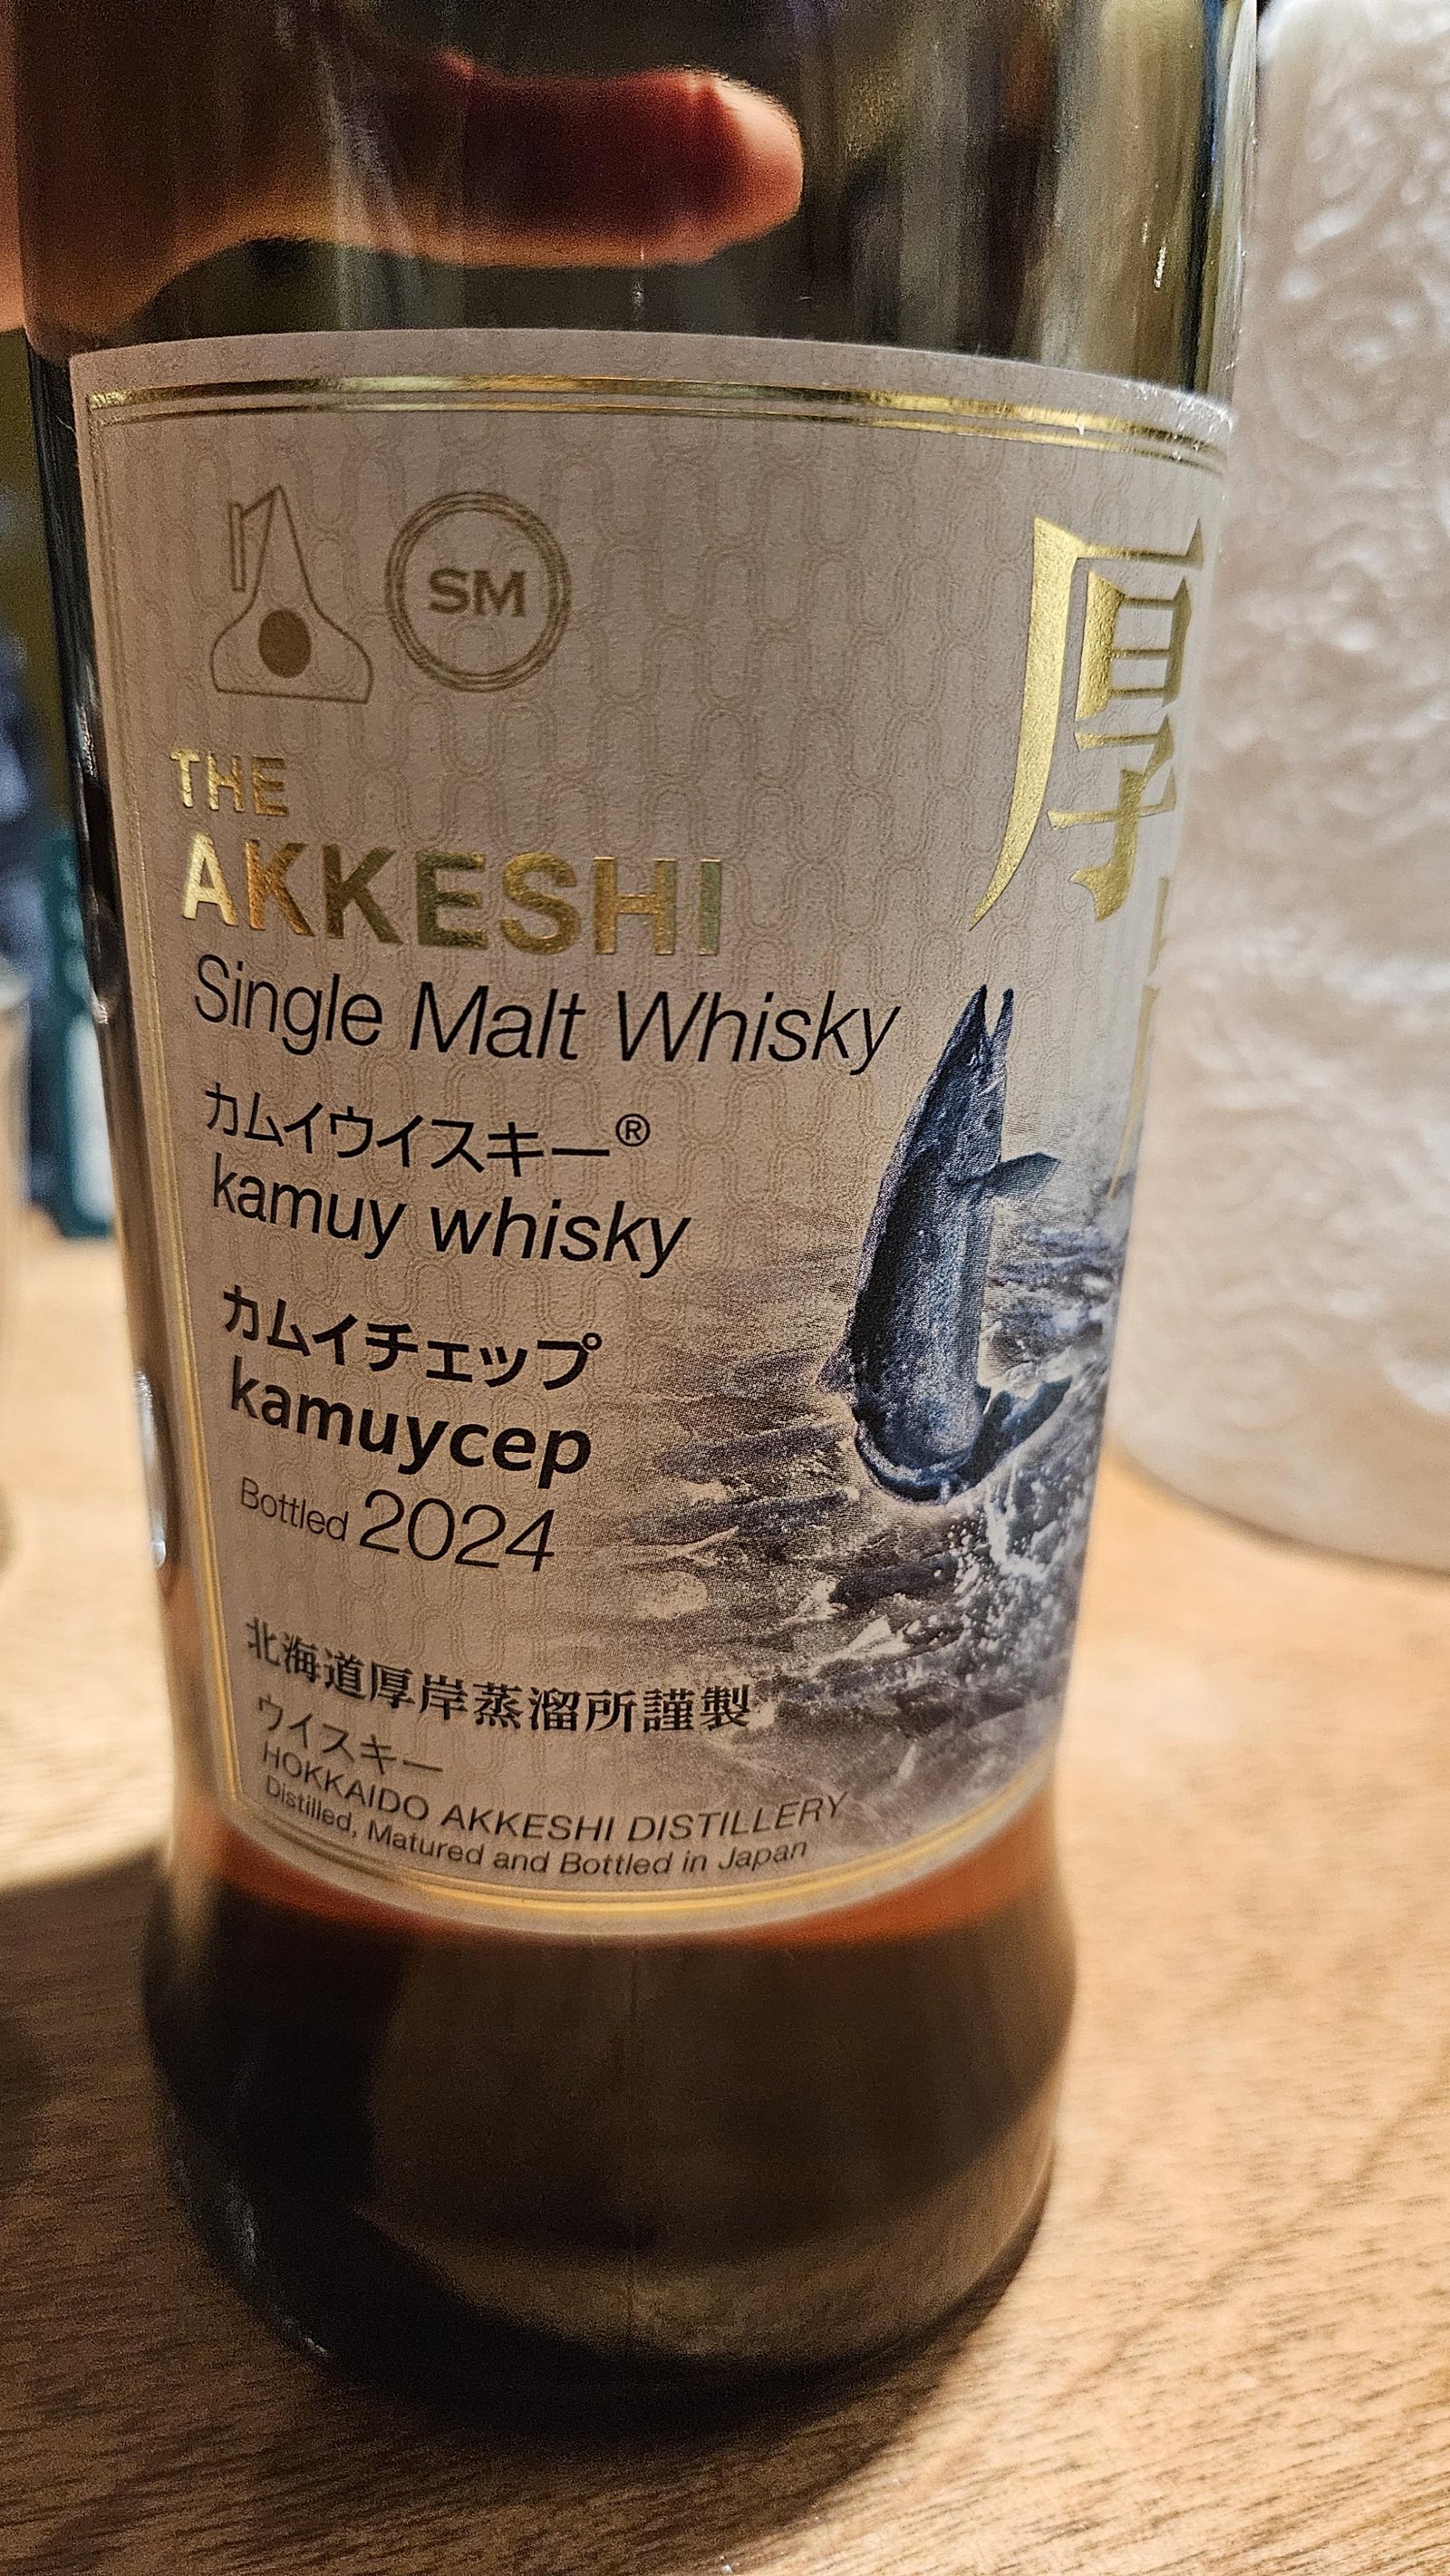 SM
厚
THE
AKKESHI
Single Malt Whisky
カムイウイスキー®
kamuy whisky
カムイチェップ
kamuycep
Bottled 2024
北海道厚岸蒸溜所謹製
ウイスキー
HOKKAIDO AKKESHI DISTILLERY
Distilled, Matured and Bottled in Japan